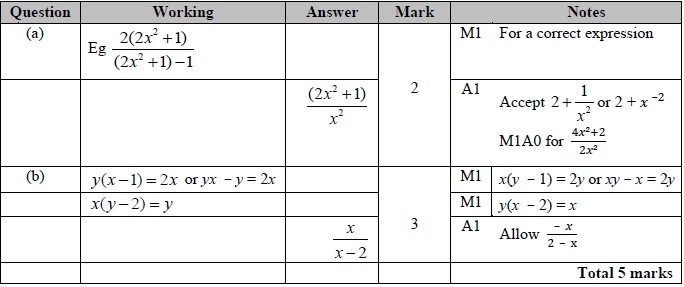 Question Working Answer Mark Notes
(a) Eg 2(2x² +1) / (2x² +1) −1 M1 For a correct expression
(2x² +1) / x² 2 A1 Accept 2 + 1/x² or 2 + x⁻²
M1A0 for 4x²+2 / 2x²
(b) y(x −1) = 2x or yx − y = 2x M1 x(y − 1) = 2y or xy − x = 2y
x(y − 2) = y M1 y(x − 2) = x
x / x − 2 3 A1 Allow − x / 2 − x
Total 5 marks